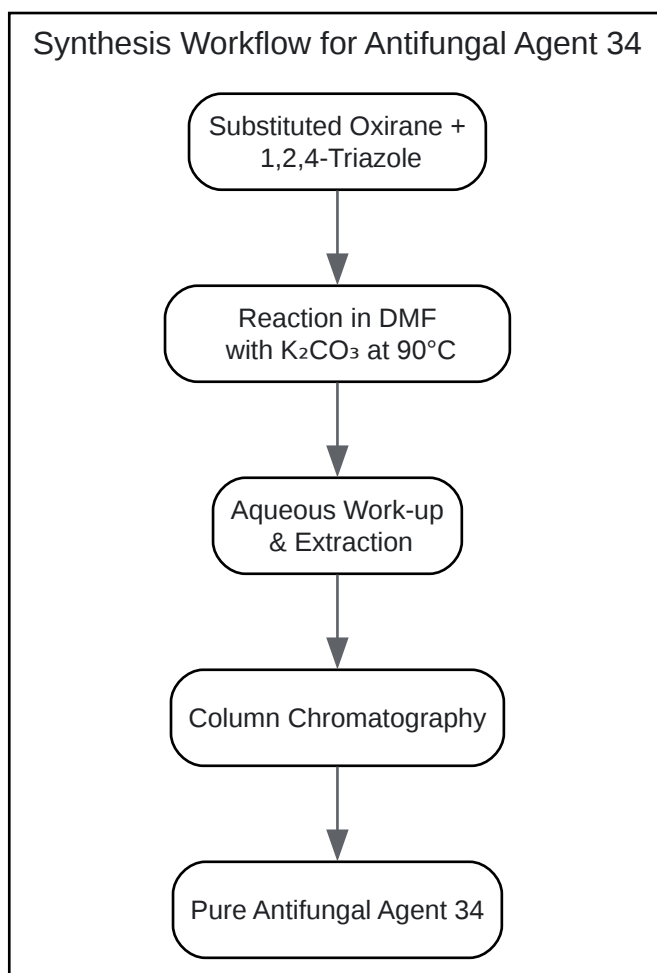 Synthesis Workflow for Antifungal Agent 34
Substituted Oxirane +
1,2,4-Triazole
Reaction in DMF
with K₂CO₃ at 90°C
Aqueous Work-up
& Extraction
Column Chromatography
Pure Antifungal Agent 34